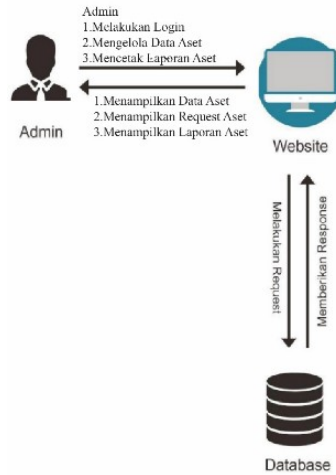 Admin
1.Melakukan Login
2.Mengelola Data Aset
3.Mencetak Laporan Aset
1.Menampilkan Data Aset
2.Menampilkan Request Aset
3.Menampilkan Laporan Aset
Admin
Website
Melakukan Request
Memberikan Response
Database